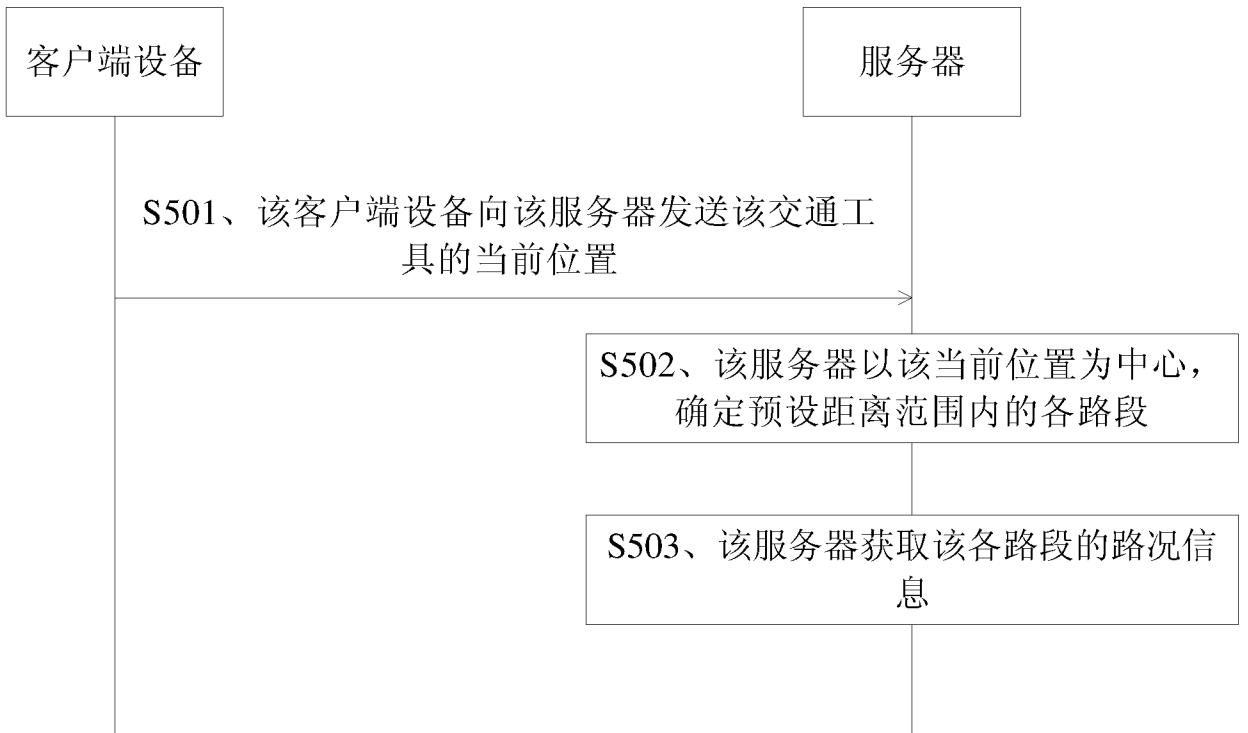 客户端设备
服务器
S501、该客户端设备向该服务器发送该交通工
具的当前位置
S502、该服务器以该当前位置为中心，
确定预设距离范围内的各路段
S503、该服务器获取该各路段的路况信
息